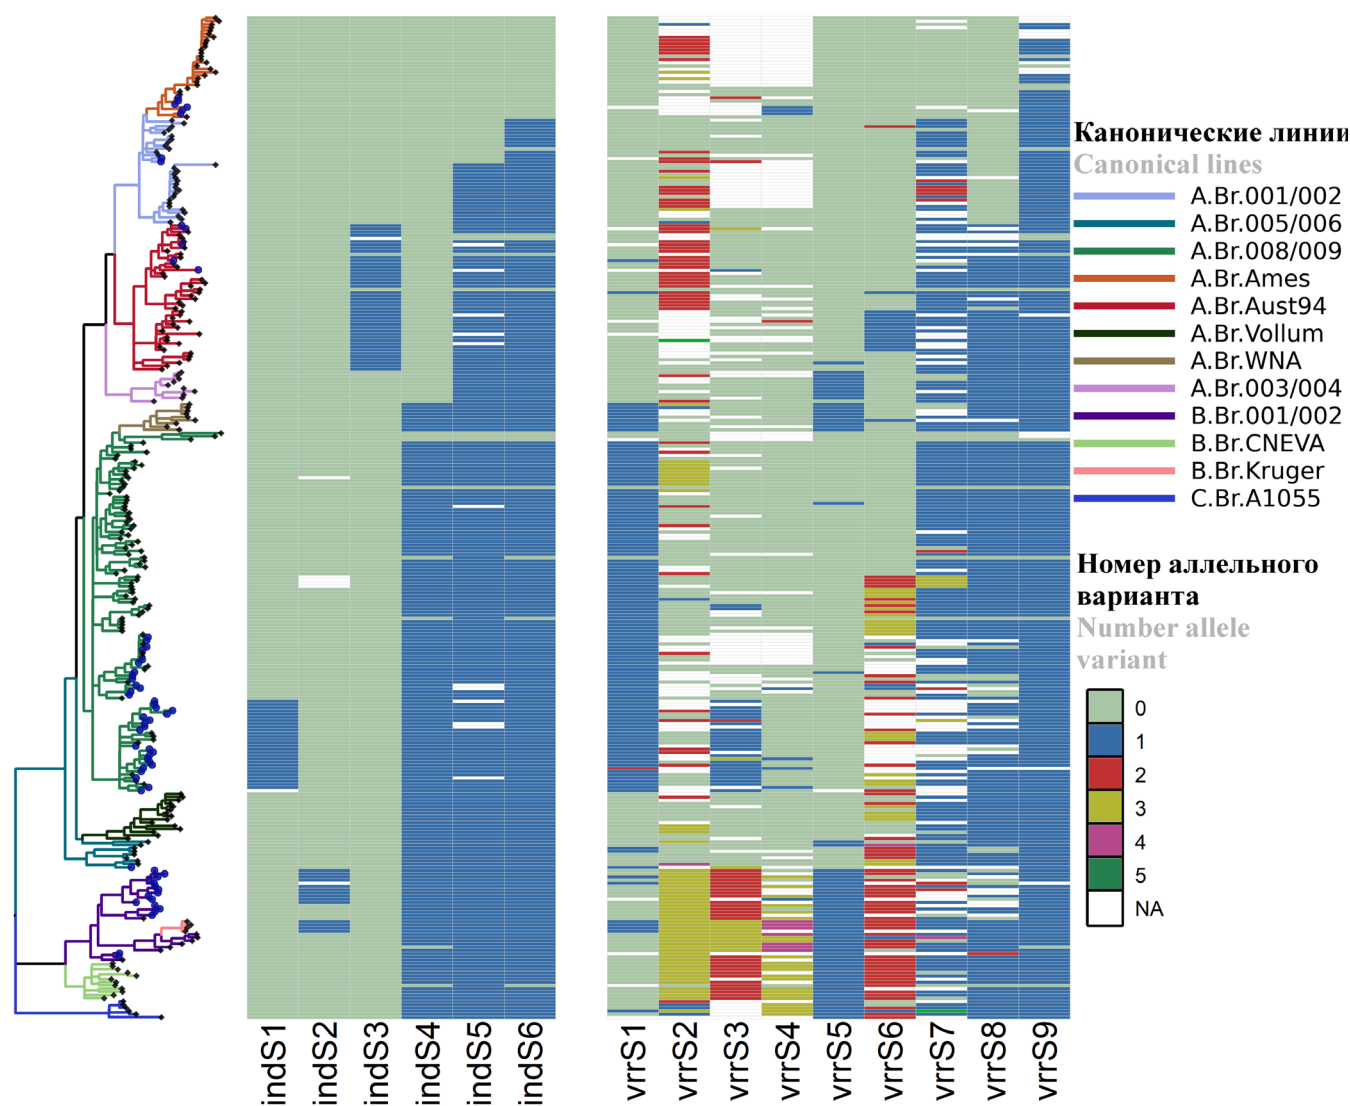 Канонические линии
Canonical lines
A.Br.001/002
A.Br.005/006
A.Br.008/009
A.Br.Ames
A.Br.Aust94
A.Br.Vollum
A.Br.WNA
A.Br.003/004
B.Br.001/002
B.Br.CNEVA
B.Br.Kruger
C.Br.A1055
Номер аллельного
варианта
Number allele
variant
0
1
2
3
4
5
NA
indS1
indS2
indS3
indS4
indS5
indS6
vrrS1
vrrS2
vrrS3
vrrS4
vrrS5
vrrS6
vrrS7
vrrS8
vrrS9